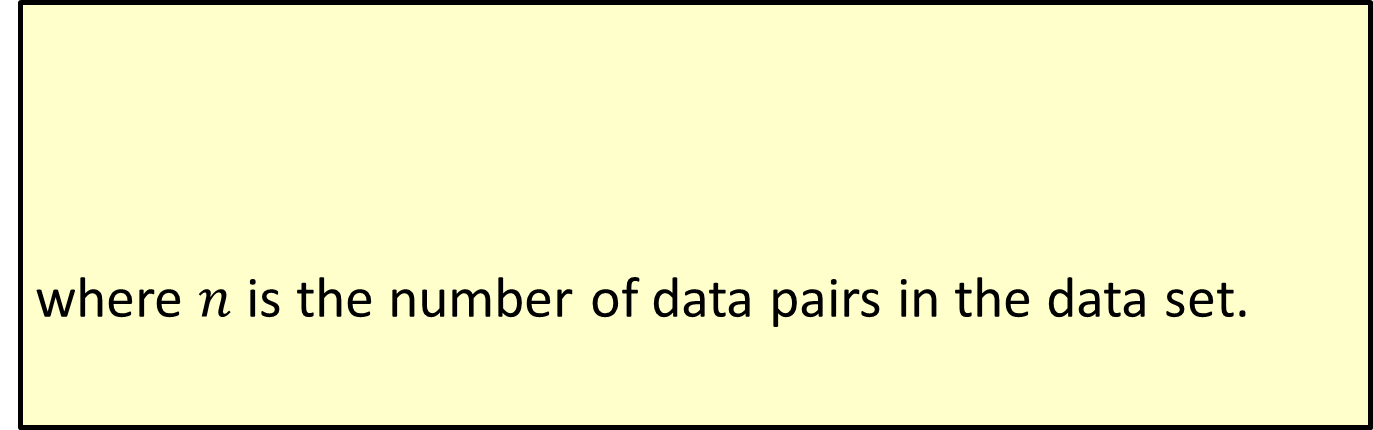 where n is the number of data pairs in the data set.